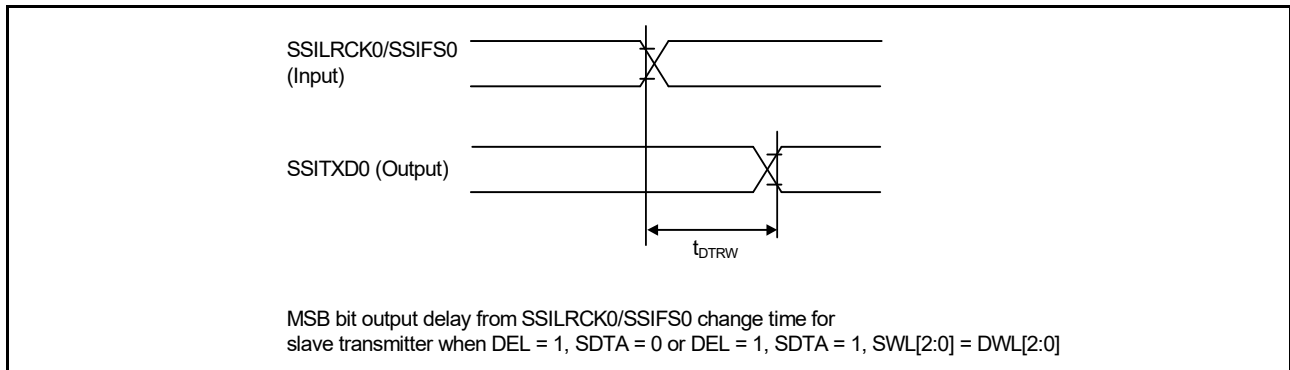 SSILRCK0/SSIFS0
(Input)
SSITXD0 (Output)
tDTRW
MSB bit output delay from SSILRCK0/SSIFS0 change time for
slave transmitter when DEL = 1, SDTA = 0 or DEL = 1, SDTA = 1, SWL[2:0] = DWL[2:0]